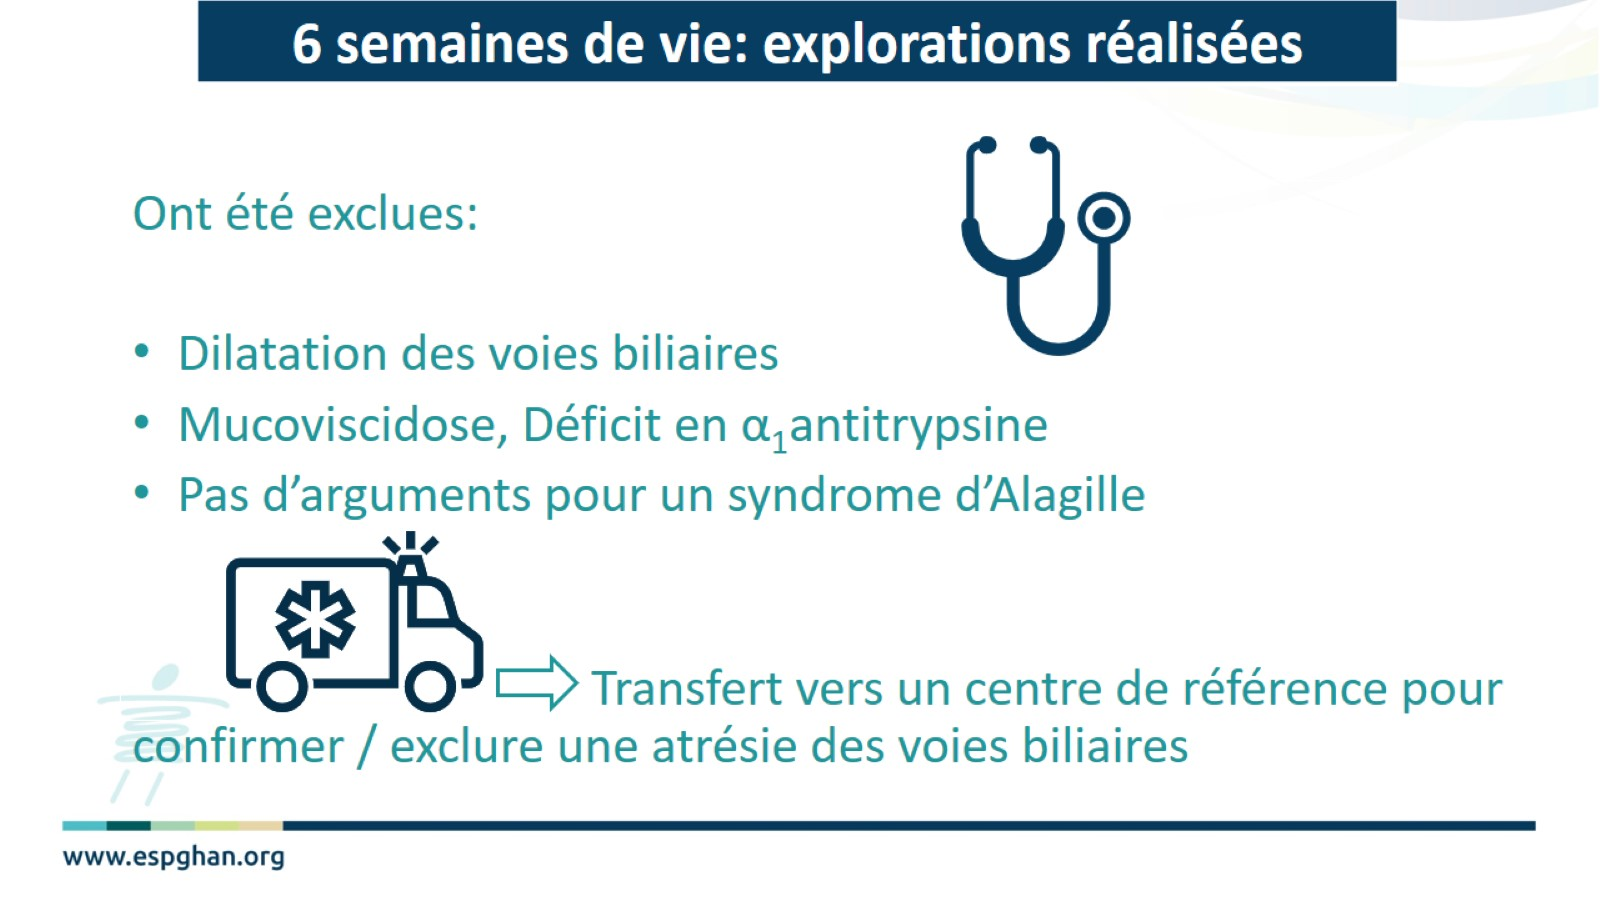 6 semaines de vie: explorations réalisées
Ont été exclues:
• Dilatation des voies biliaires
• Mucoviscidose, Déficit en α₁antitrypsine
• Pas d’arguments pour un syndrome d’Alagille
Transfert vers un centre de référence pour
confirmer / exclure une atrésie des voies biliaires
www.espghan.org